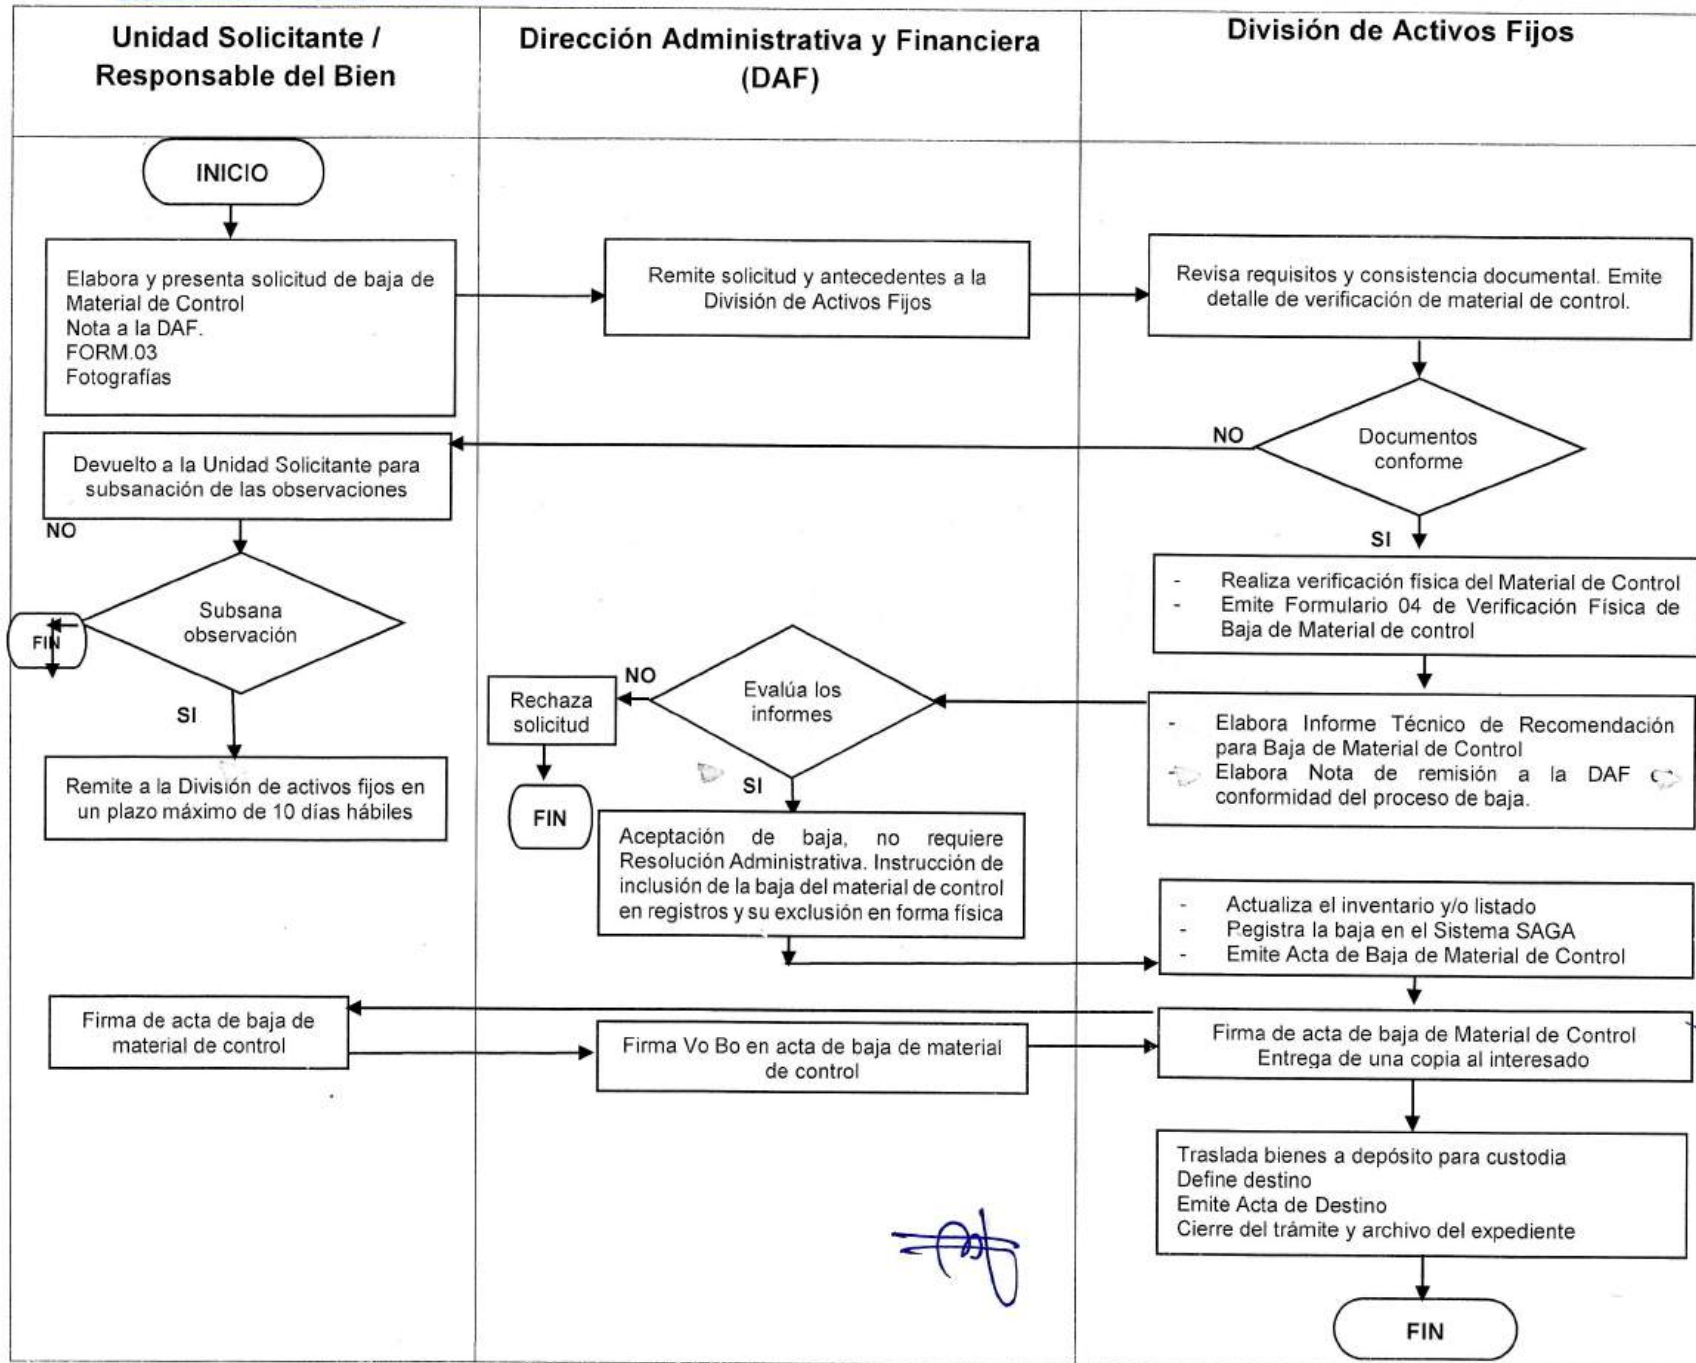 Unidad Solicitante /
Responsable del Bien
Dirección Administrativa y Financiera
(DAF)
División de Activos Fijos
INICIO
Elabora y presenta solicitud de baja de
Material de Control
Nota a la DAF.
FORM.03
Fotografías
Remite solicitud y antecedentes a la
División de Activos Fijos
Revisa requisitos y consistencia documental. Emite
detalle de verificación de material de control.
Documentos
conforme
NO
Devuelto a la Unidad Solicitante para
subsanación de las observaciones
NO
Subsana
observación
FIN
SI
Remite a la División de activos fijos en
un plazo máximo de 10 días hábiles
SI
- Realiza verificación física del Material de Control
- Emite Formulario 04 de Verificación Física de
Baja de Material de control
- Elabora Informe Técnico de Recomendación
para Baja de Material de Control
Elabora Nota de remisión a la DAF
conformidad del proceso de baja.
Evalúa los
informes
NO
Rechaza
solicitud
FIN
SI
Aceptación de baja, no requiere
Resolución Administrativa. Instrucción de
inclusión de la baja del material de control
en registros y su exclusión en forma física
- Actualiza el inventario y/o listado
- Pegistra la baja en el Sistema SAGA
- Emite Acta de Baja de Material de Control
Firma de acta de baja de
material de control
Firma Vo Bo en acta de baja de material
de control
Firma de acta de baja de Material de Control
Entrega de una copia al interesado
Traslada bienes a depósito para custodia
Define destino
Emite Acta de Destino
Cierre del trámite y archivo del expediente
FIN